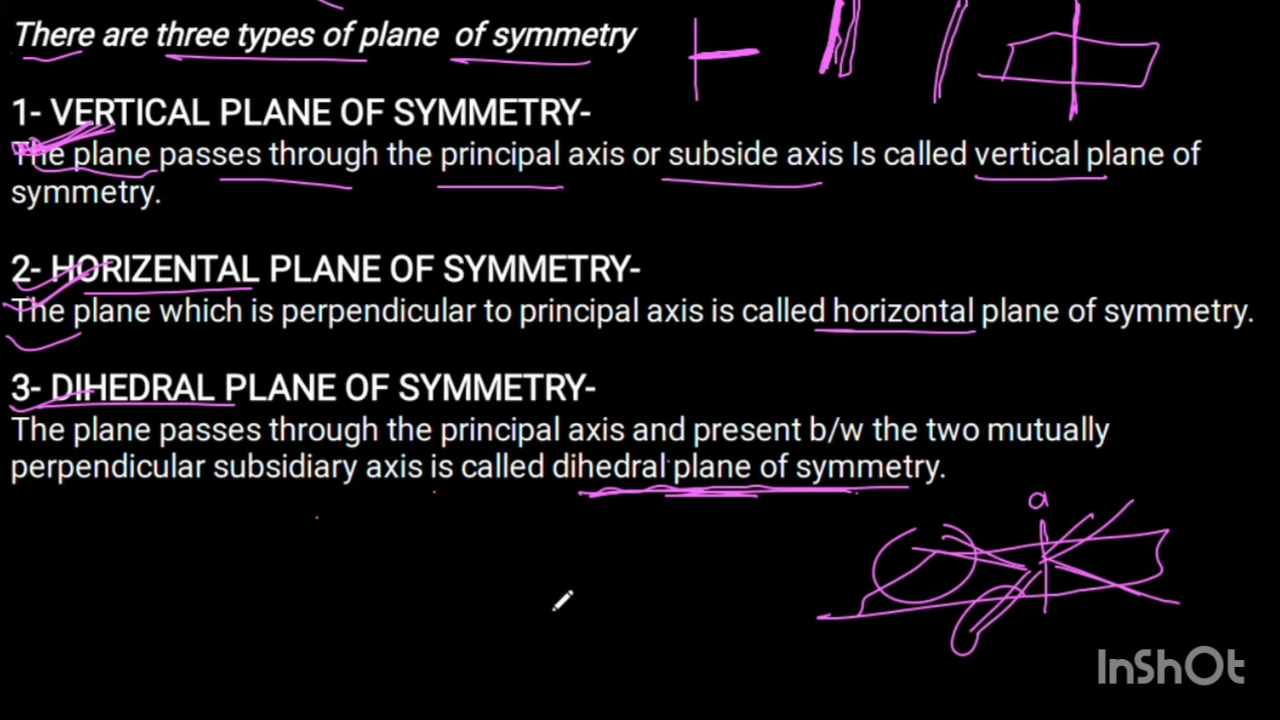 There are three types of plane of symmetry
1- VERTICAL PLANE OF SYMMETRY-
The plane passes through the principal axis or subside axis Is called vertical plane of
symmetry.
2- HORIZENTAL PLANE OF SYMMETRY-
The plane which is perpendicular to principal axis is called horizontal plane of symmetry.
3- DIHEDRAL PLANE OF SYMMETRY-
The plane passes through the principal axis and present b/w the two mutually
perpendicular subsidiary axis is called dihedral plane of symmetry.
a
InShOt